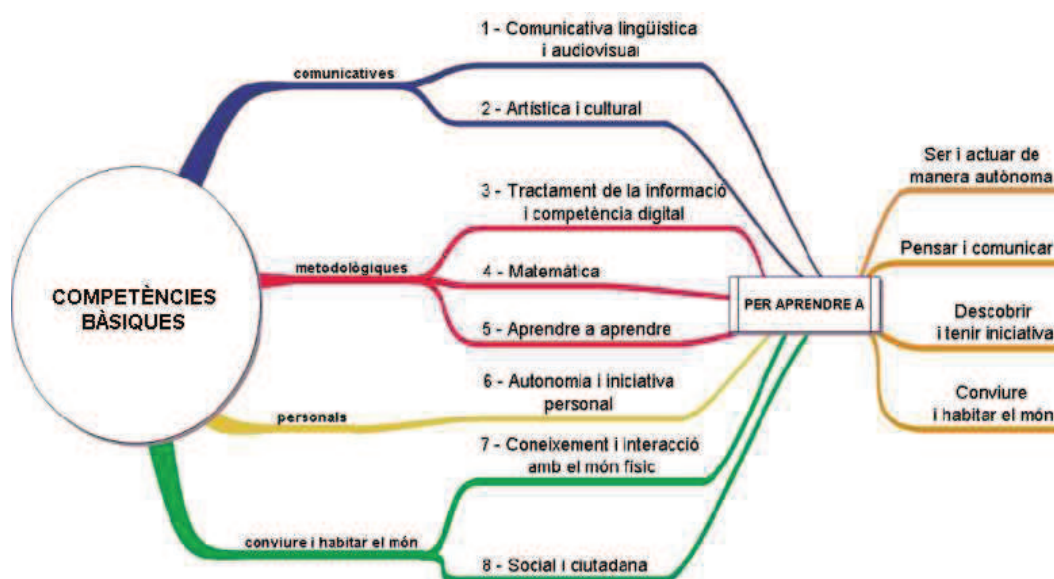 COMPETÈNCIES
BÀSIQUES
comunicatives
1 - Comunicativa lingüística
i audiovisual
2 - Artística i cultural
metodològiques
3 - Tractament de la informació
i competència digital
4 - Matemàtica
5 - Aprendre a aprendre
personals
6 - Autonomia i iniciativa
personal
conviure i habitar el món
7 - Coneixement i interacció
amb el món físic
8 - Social i ciutadana
PER APRENDRE A
Ser i actuar de
manera autònoma
Pensar i comunicar
Descobrir
i tenir iniciativa
Conviure
i habitar el món